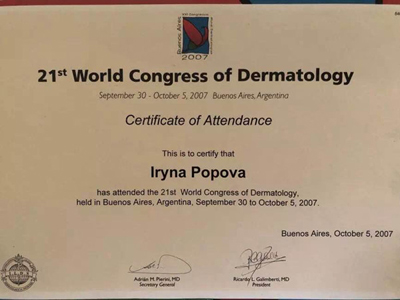 Buenos Aires
2007
21st World Congress of Dermatology
September 30 - October 5, 2007 Buenos Aires, Argentina
Certificate of Attendance
This is to certify that
Iryna Popova
has attended the 21st World Congress of Dermatology,
held in Buenos Aires, Argentina, September 30 to October 5, 2007.
Buenos Aires, October 5, 2007
Adrián M. Pierini, MD
Secretary General
Ricardo L. Galimberti, MD
President